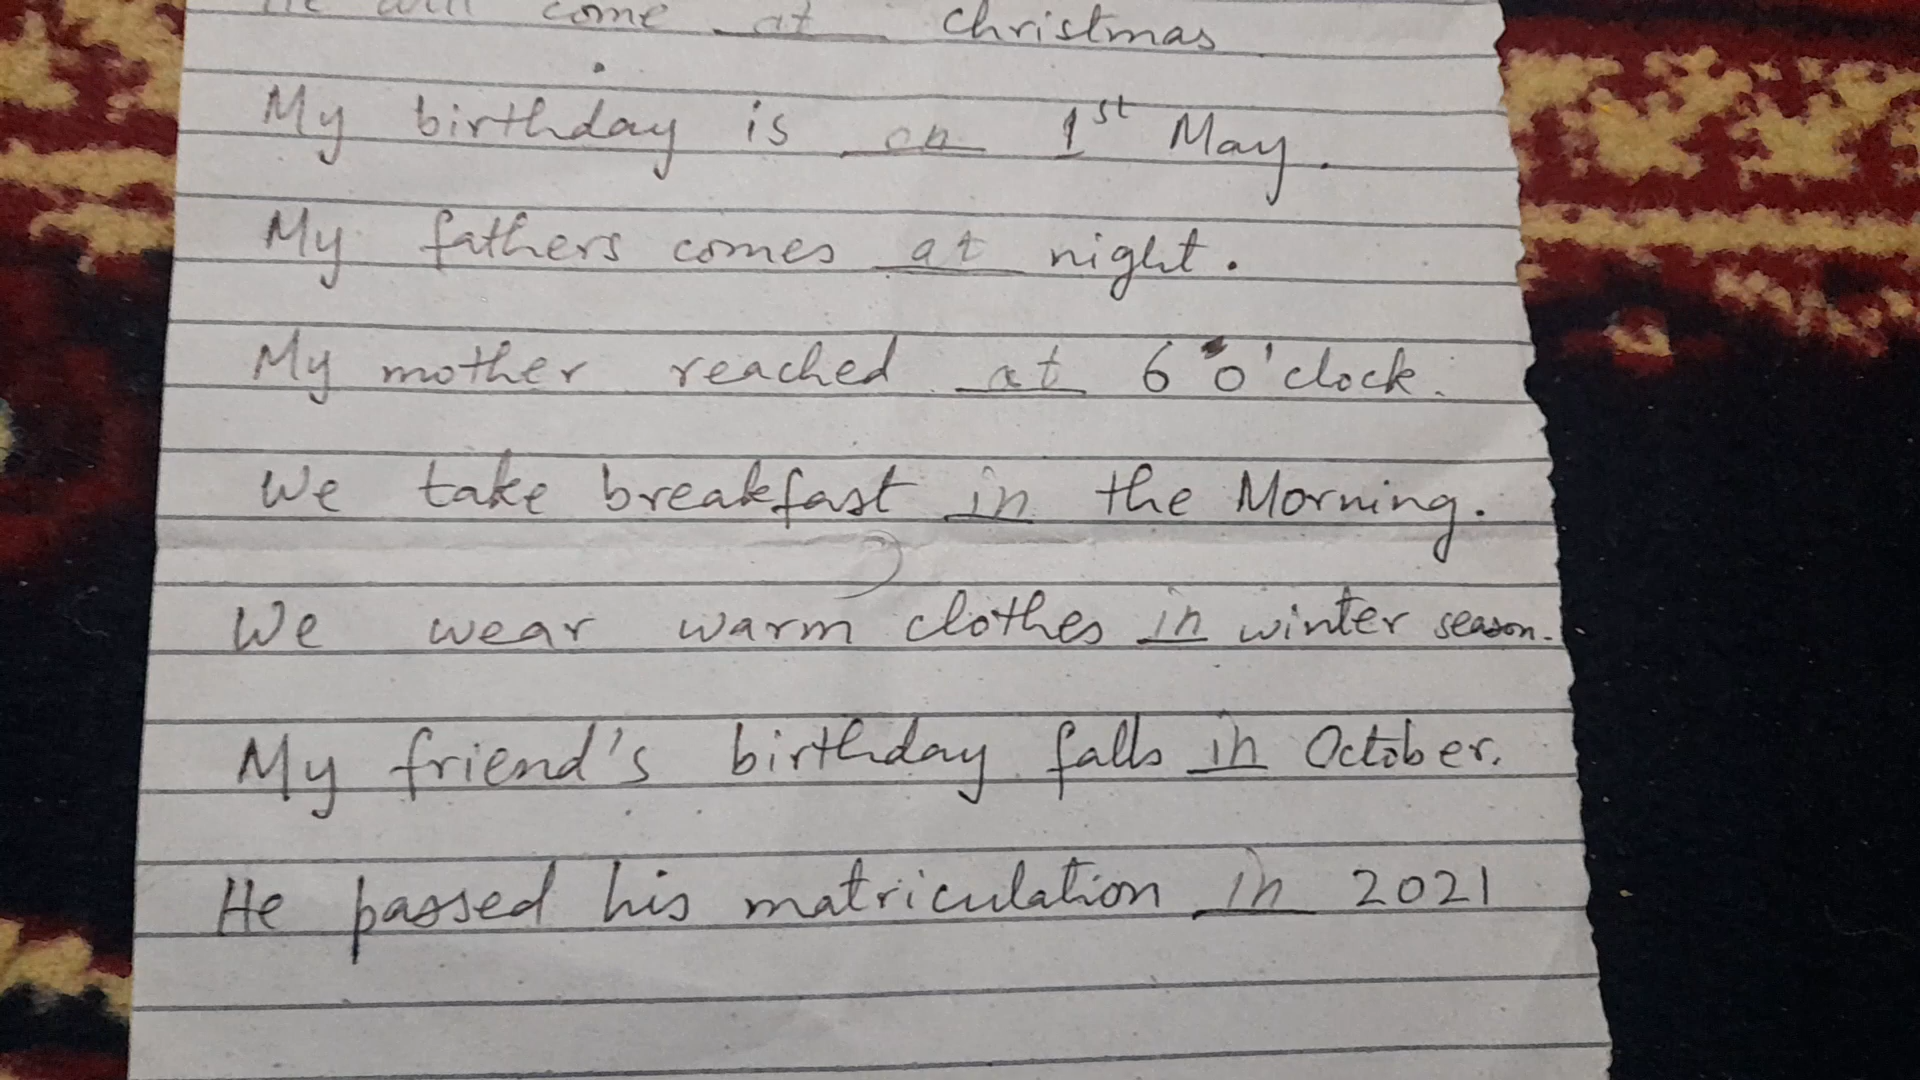 He will come at christmas
My birthday is on 1st May.
My fathers comes at night.
My mother reached at 6 o'clock.
We take breakfast in the Morning.
We wear warm clothes in winter season.
My friend's birthday falls in October.
He passed his matriculation in 2021